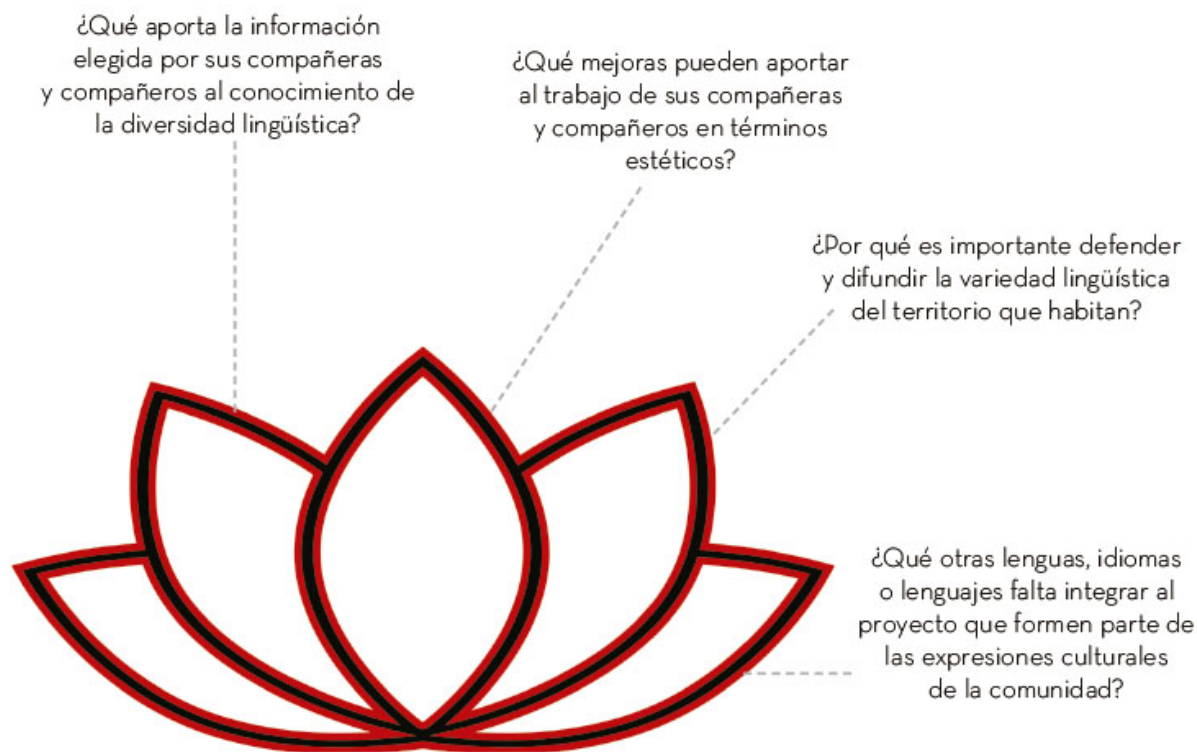 ¿Qué aporta la información
elegida por sus compañeras
y compañeros al conocimiento de
la diversidad lingüística?
¿Qué mejoras pueden aportar
al trabajo de sus compañeras
y compañeros en términos
estéticos?
¿Por qué es importante defender
y difundir la variedad lingüística
del territorio que habitan?
¿Qué otras lenguas, idiomas
o lenguajes falta integrar al
proyecto que formen parte de
las expresiones culturales
de la comunidad?